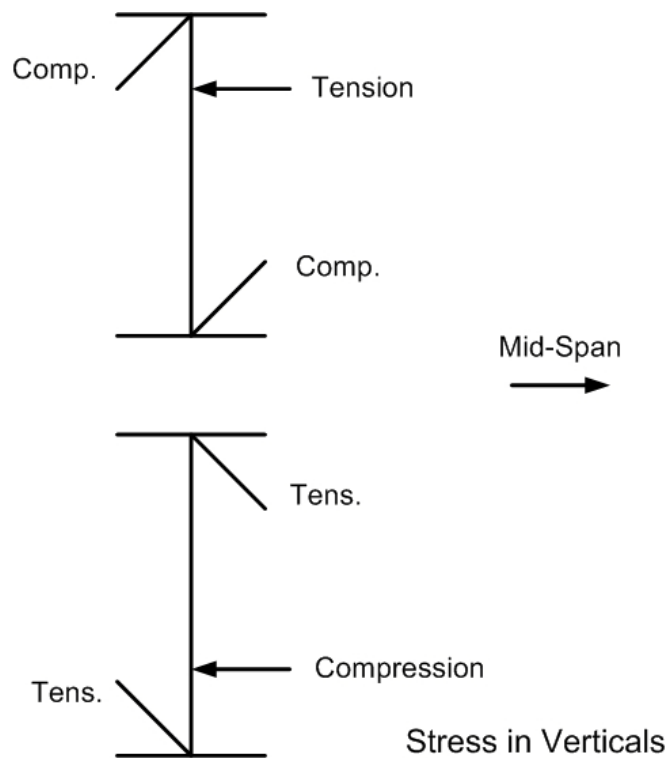 Comp.
Tension
Comp.
Mid-Span
Tens.
Compression
Tens.
Stress in Verticals